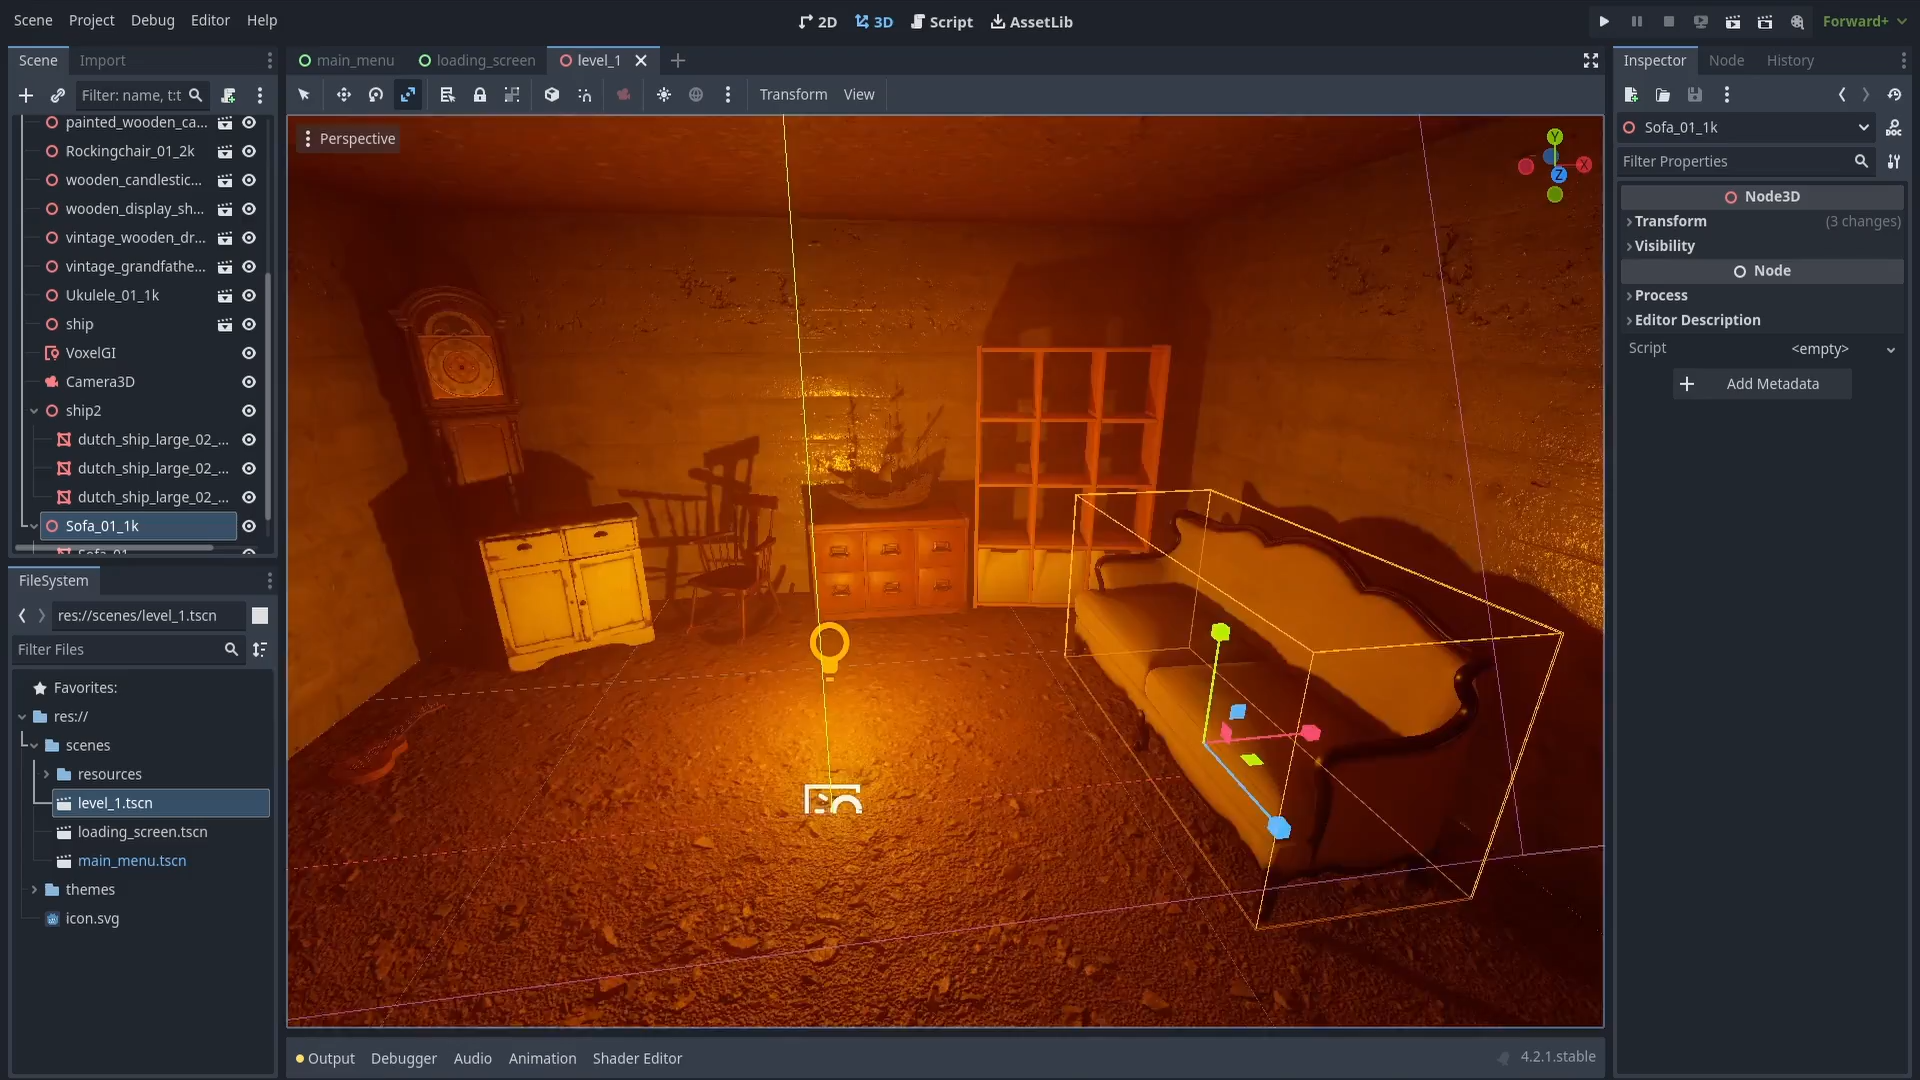 Scene Project Debug Editor Help
2D 3D Script AssetLib
Forward+
Scene Import
main_menu loading_screen level_1
Inspector Node History
Filter: name, t:t
Transform View
painted_wooden_ca...
Rockingchair_01_2k
wooden_candlestic...
wooden_display_sh...
vintage_wooden_dr...
vintage_grandfathe...
Ukulele_01_1k
ship
VoxelGI
Camera3D
ship2
dutch_ship_large_02_...
dutch_ship_large_02_...
dutch_ship_large_02_...
Sofa_01_1k
Sofa_01
FileSystem
res://scenes/level_1.tscn
Filter Files
Favorites:
res://
scenes
resources
level_1.tscn
loading_screen.tscn
main_menu.tscn
themes
icon.svg
Perspective
Y
X
Z
Output Debugger Audio Animation Shader Editor
4.2.1.stable
Sofa_01_1k
DOC
Filter Properties
Node3D
Transform (3 changes)
Visibility
Node
Process
Editor Description
Script <empty>
Add Metadata